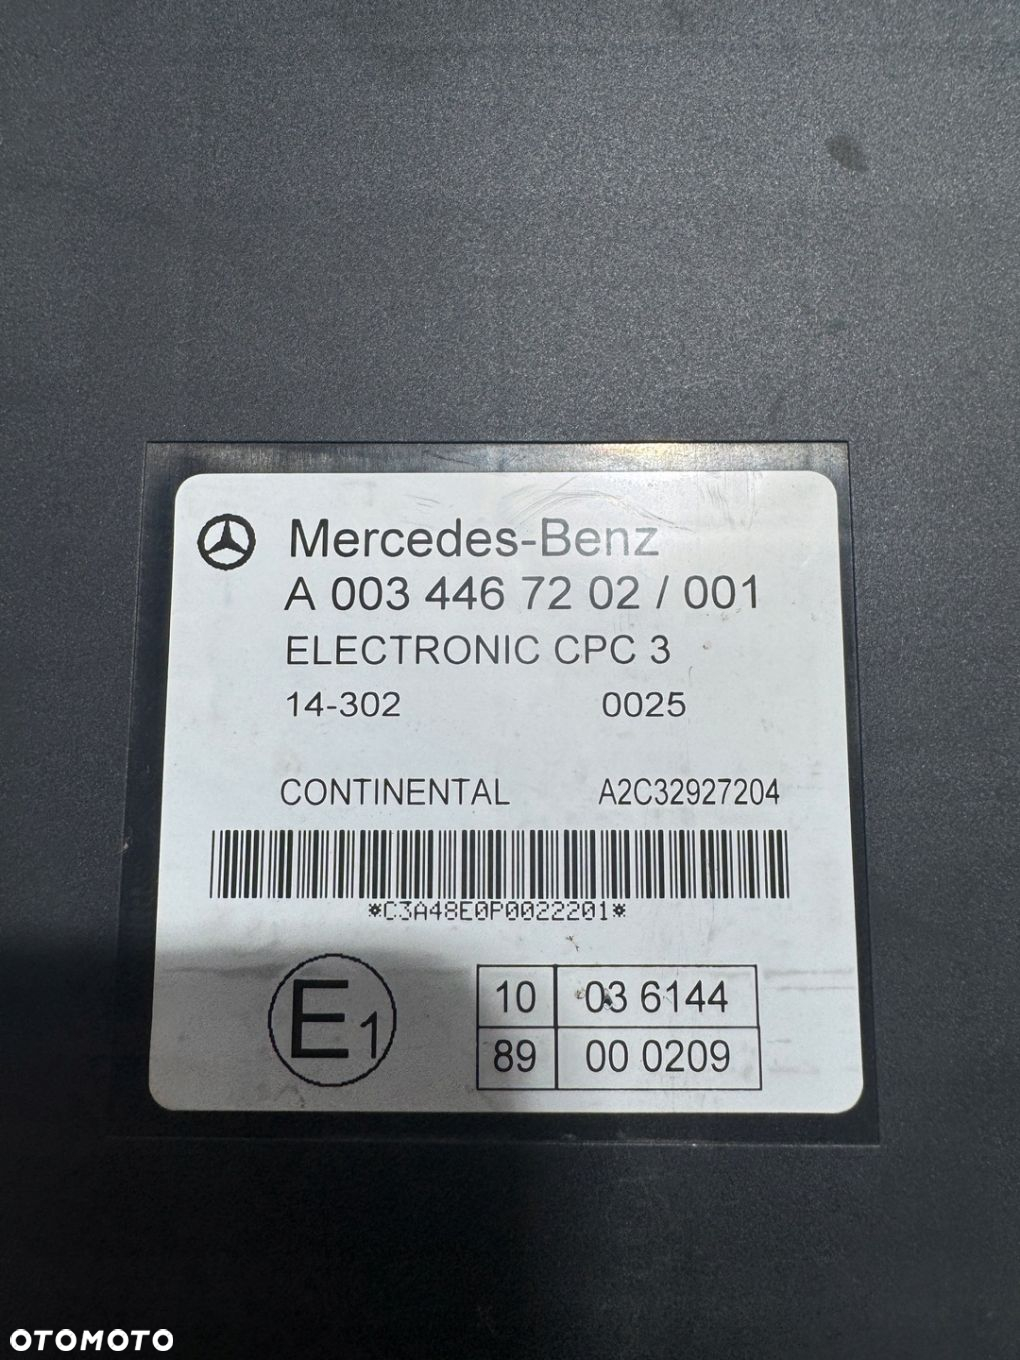 Mercedes-Benz
A 003 446 72 02 / 001
ELECTRONIC CPC 3
14-302 0025
CONTINENTAL A2C32927204
*C3A48E0P0022201*
E1
10 03 6144
89 00 0209
OTOMOTO